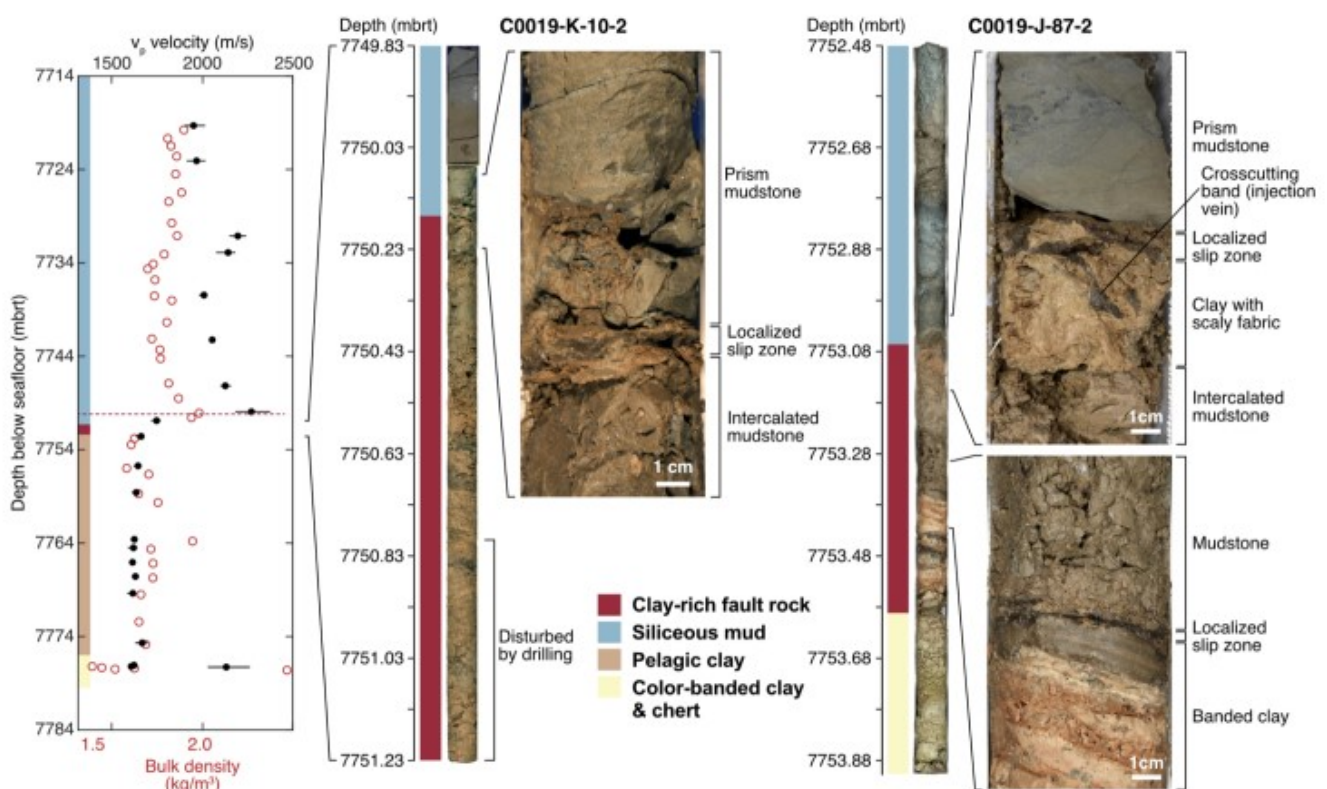 v_p velocity (m/s)
1500 2000 2500
7714
7724
7734
7744
7754
7764
7774
7784
Depth below seafloor (mbrt)
1.5 2.0
Bulk density
(kg/m³)
Depth (mbrt)
C0019-K-10-2
7749.83
7750.03
7750.23
7750.43
7750.63
7750.83
7751.03
7751.23
Prism
mudstone
Localized
slip zone
Intercalated
mudstone
1 cm
Disturbed
by drilling
Clay-rich fault rock
Siliceous mud
Pelagic clay
Color-banded clay
& chert
Depth (mbrt)
C0019-J-87-2
7752.48
7752.68
7752.88
7753.08
7753.28
7753.48
7753.68
7753.88
Prism
mudstone
Crosscutting
band (injection
vein)
Localized
slip zone
Clay with
scaly fabric
Intercalated
mudstone
1cm
Mudstone
Localized
slip zone
Banded clay
1cm